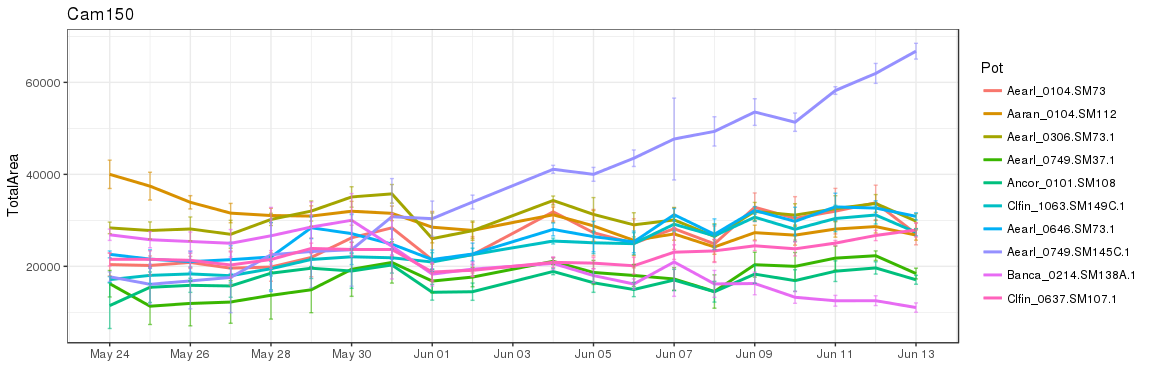 Cam150
TotalArea
60000
40000
20000
May 24
May 26
May 28
May 30
Jun 01
Jun 03
Jun 05
Jun 07
Jun 09
Jun 11
Jun 13
Pot
Aearl_0104.SM73
Aaran_0104.SM112
Aearl_0306.SM73.1
Aearl_0749.SM37.1
Ancor_0101.SM108
Clfin_1063.SM149C.1
Aearl_0646.SM73.1
Aearl_0749.SM145C.1
Banca_0214.SM138A.1
Clfin_0637.SM107.1